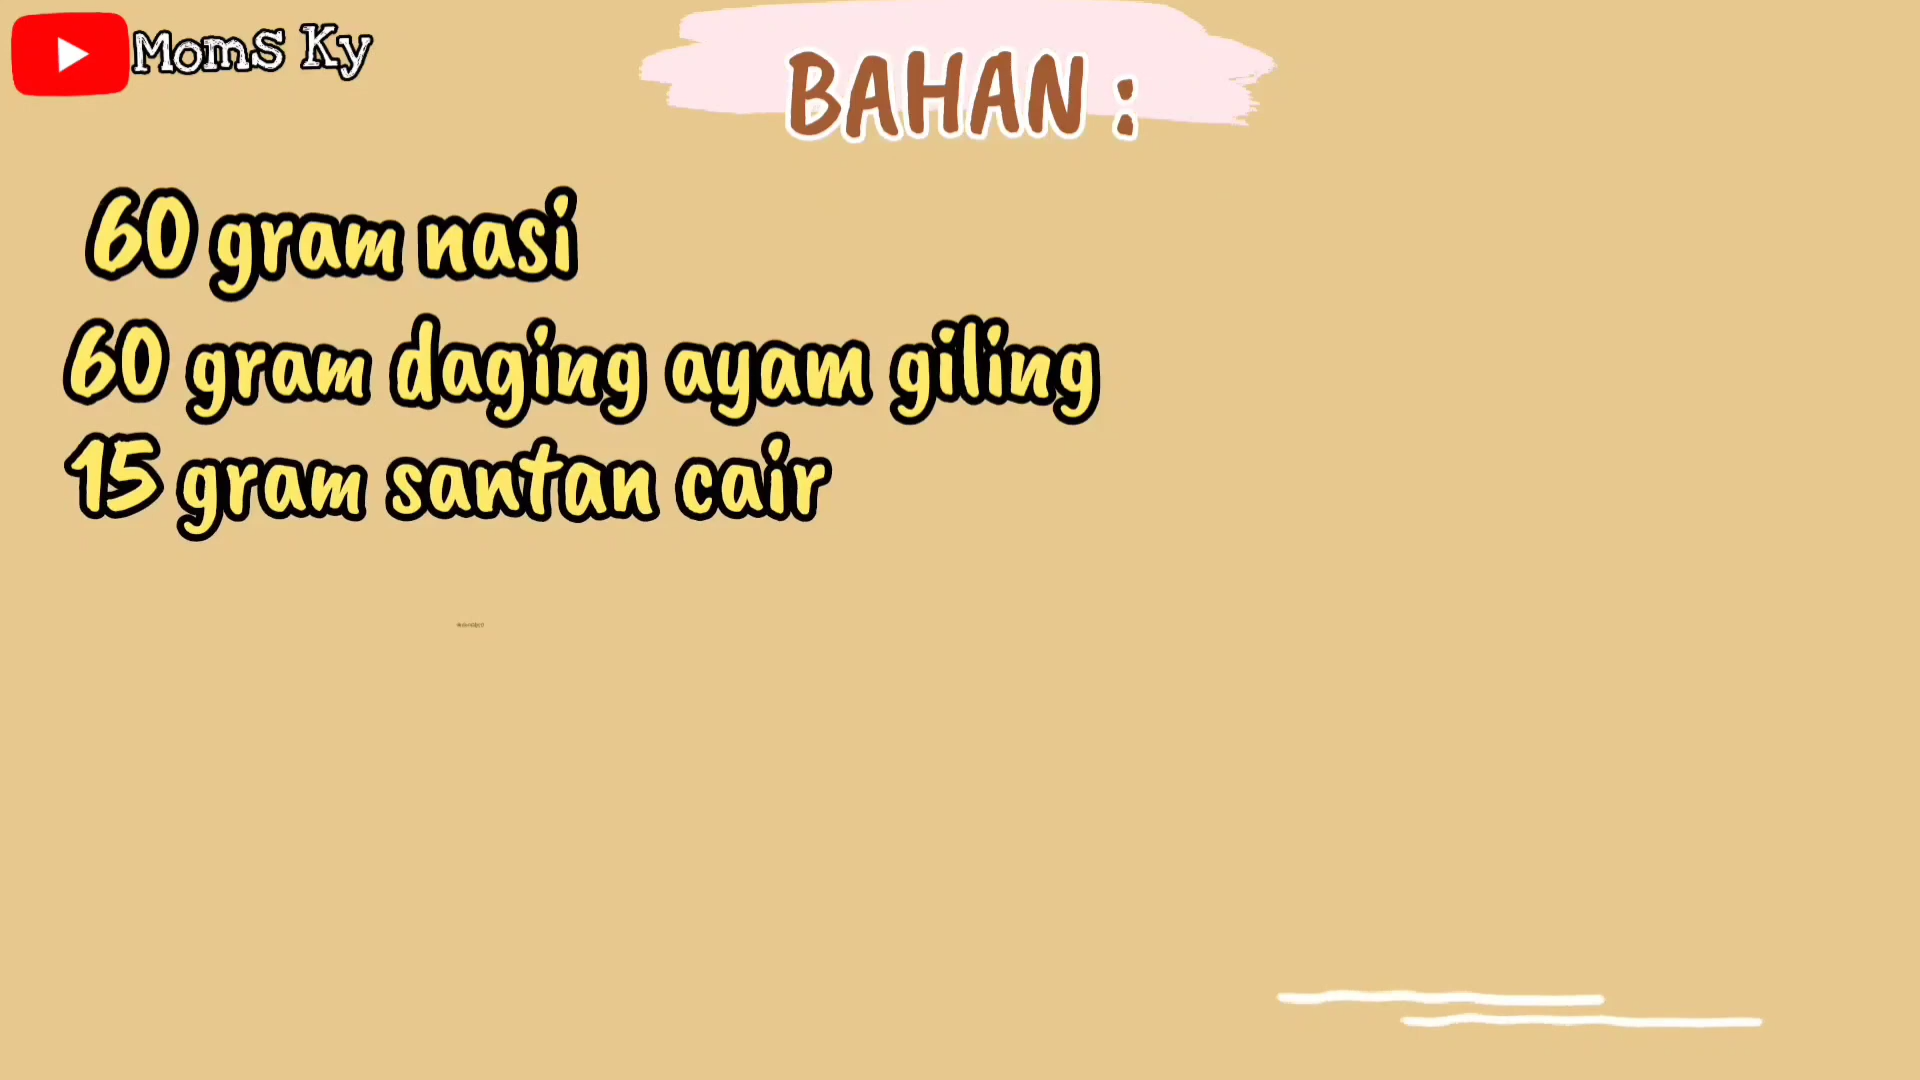 MomS Ky
BAHAN :
60 gram nasi
60 gram daging ayam giling
15 gram santan cair